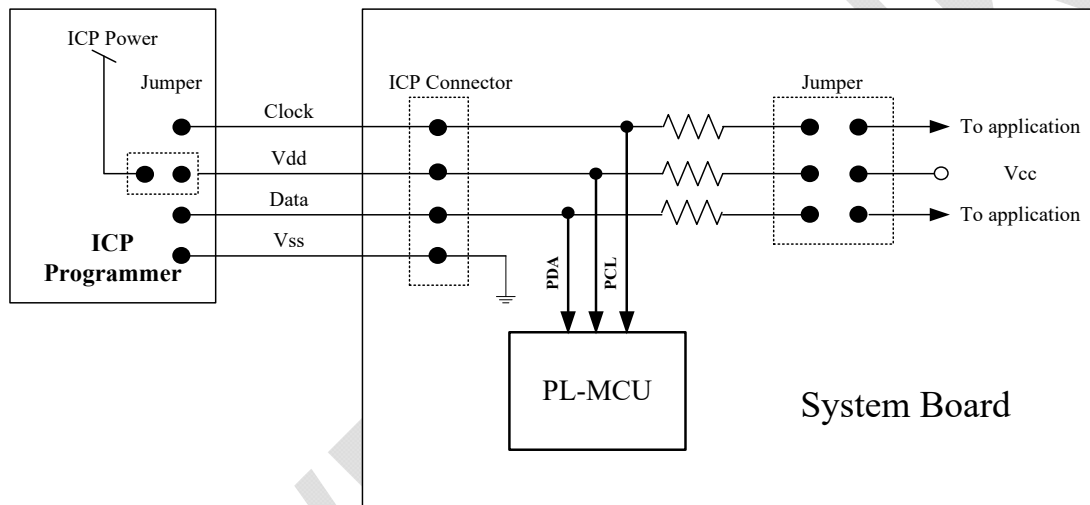 ICP Power
Jumper
ICP Connector
Jumper
Clock
To application
Vdd
Vcc
Data
To application
Vss
ICP
Programmer
PDA
PCL
PL-MCU
System Board